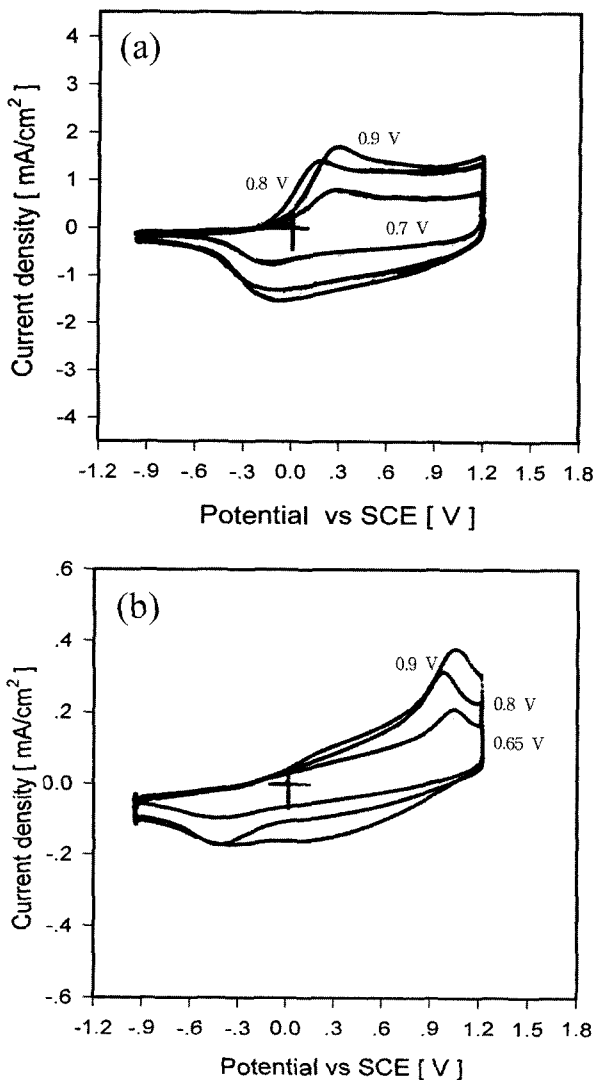 (a)
4
3
2
1
0
-1
-2
-3
-4
0.9 V
0.8 V
0.7 V
-1.2 -.9 -.6 -.3 0.0 .3 .6 .9 1.2 1.5 1.8
Current density [ mA/cm²]
Potential vs SCE [ V ]
(b)
.6
.4
.2
0.0
-.2
-.4
-.6
0.9 V
0.8 V
0.65 V
-1.2 -.9 -.6 -.3 0.0 .3 .6 .9 1.2 1.5 1.8
Current density [ mA/cm²]
Potential vs SCE [ V ]